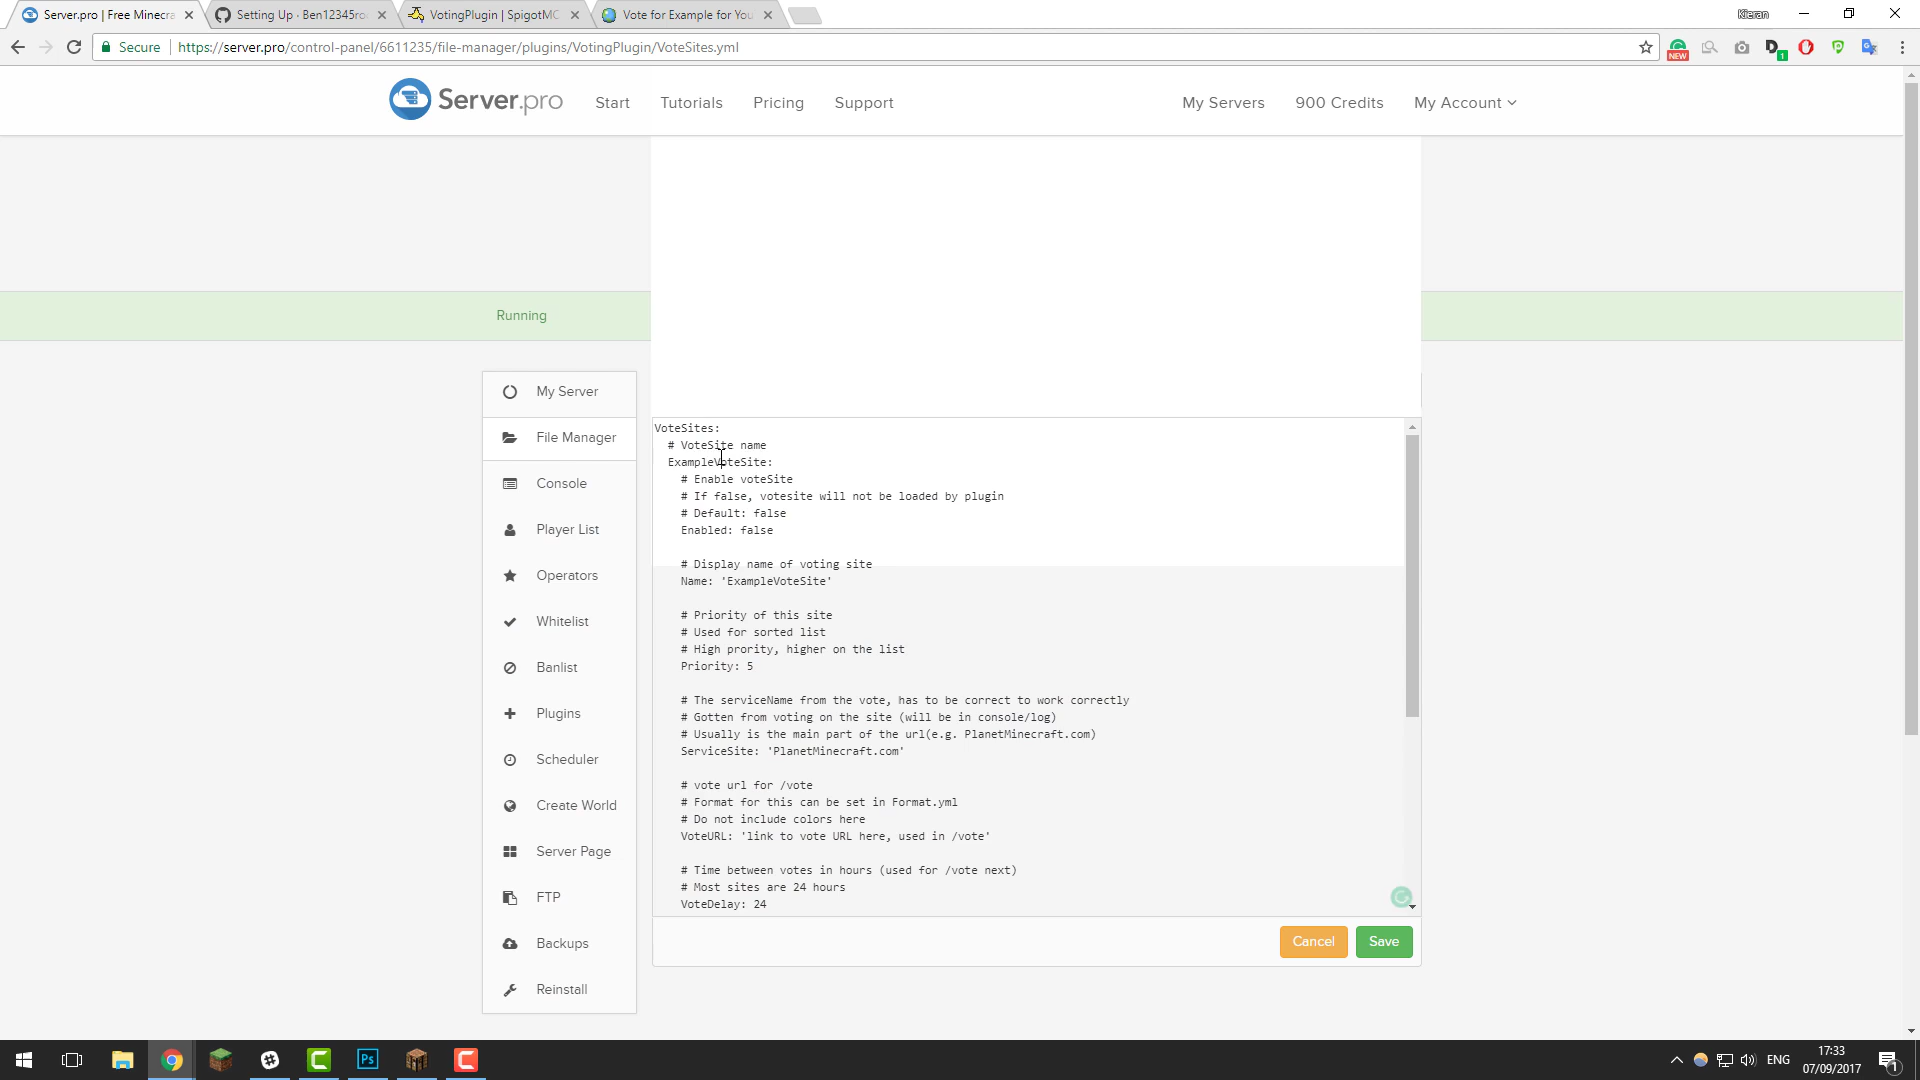 Server.pro | Free Minecra
Setting Up · Ben12345ro
VotingPlugin | SpigotMC
Vote for Example for You
Kieran
Secure
https://server.pro/control-panel/6611235/file-manager/plugins/VotingPlugin/VoteSites.yml
NEW
1
Server.pro
Start
Tutorials
Pricing
Support
My Servers
900 Credits
My Account
Running
My Server
File Manager
Console
Player List
Operators
Whitelist
Banlist
Plugins
Scheduler
Create World
Server Page
FTP
Backups
Reinstall
VoteSites:
# VoteSite name
ExampleVoteSite:
# Enable voteSite
# If false, votesite will not be loaded by plugin
# Default: false
Enabled: false
# Display name of voting site
Name: 'ExampleVoteSite'
# Priority of this site
# Used for sorted list
# High prority, higher on the list
Priority: 5
# The serviceName from the vote, has to be correct to work correctly
# Gotten from voting on the site (will be in console/log)
# Usually is the main part of the url(e.g. PlanetMinecraft.com)
ServiceSite: 'PlanetMinecraft.com'
# vote url for /vote
# Format for this can be set in Format.yml
# Do not include colors here
VoteURL: 'link to vote URL here, used in /vote'
# Time between votes in hours (used for /vote next)
# Most sites are 24 hours
VoteDelay: 24
Cancel
Save
Ps
ENG
17:33
07/09/2017
1